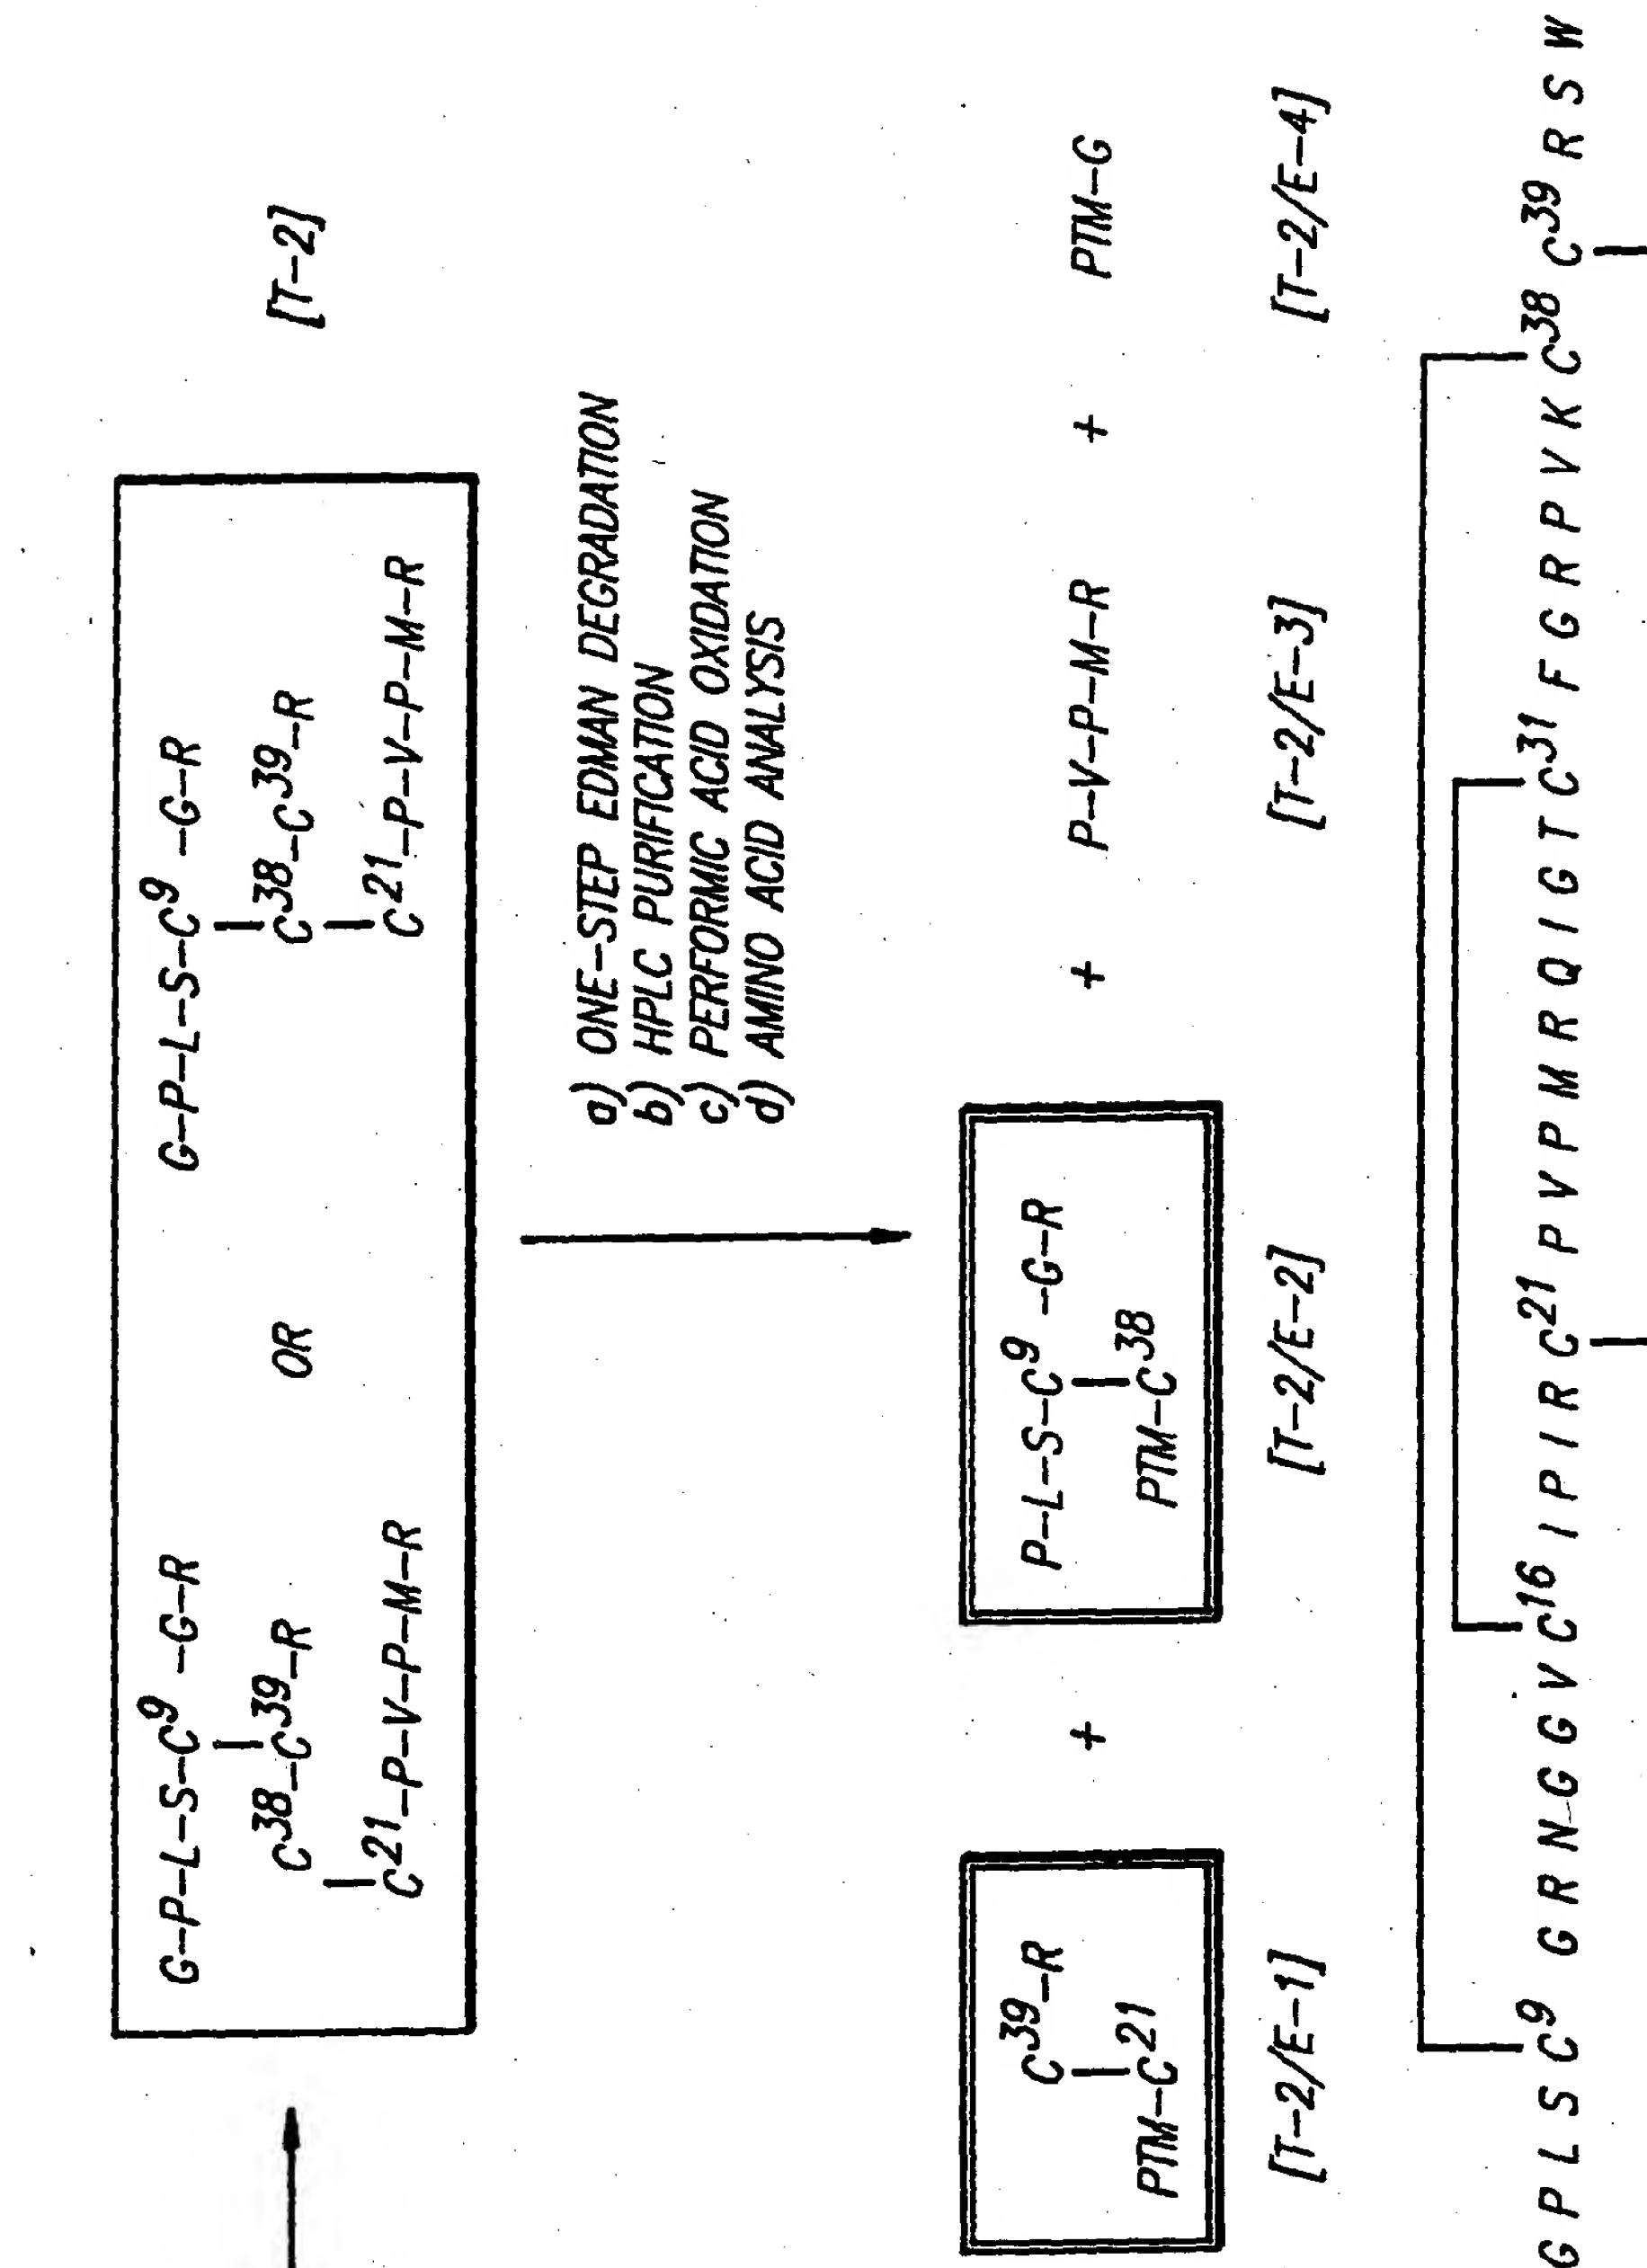 G–P–L–S–C⁹ –G–R G–P–L–S–C⁹ –G–R
C³⁸–C³⁹–R OR C³⁸–C³⁹–R [T–2]
C²¹–P–V–P–M–R C²¹–P–V–P–M–R
a) ONE–STEP EDMAN DEGRADATION
b) HPLC PURIFICATION
c) PERFORMIC ACID OXIDATION
d) AMINO ACID ANALYSIS
C³⁹–R P–L–S–C⁹ –G–R
+ + P–V–P–M–R + PTM–G
PTM–C²¹ PTM–C³⁸
[T–2/E–1] [T–2/E–2] [T–2/E–3] [T–2/E–4]
G P L S C⁹ G R N G G V C¹⁶ I P I R C²¹ P V P M R Q I G T C³¹ F G R P V K C³⁸ C³⁹ R S W